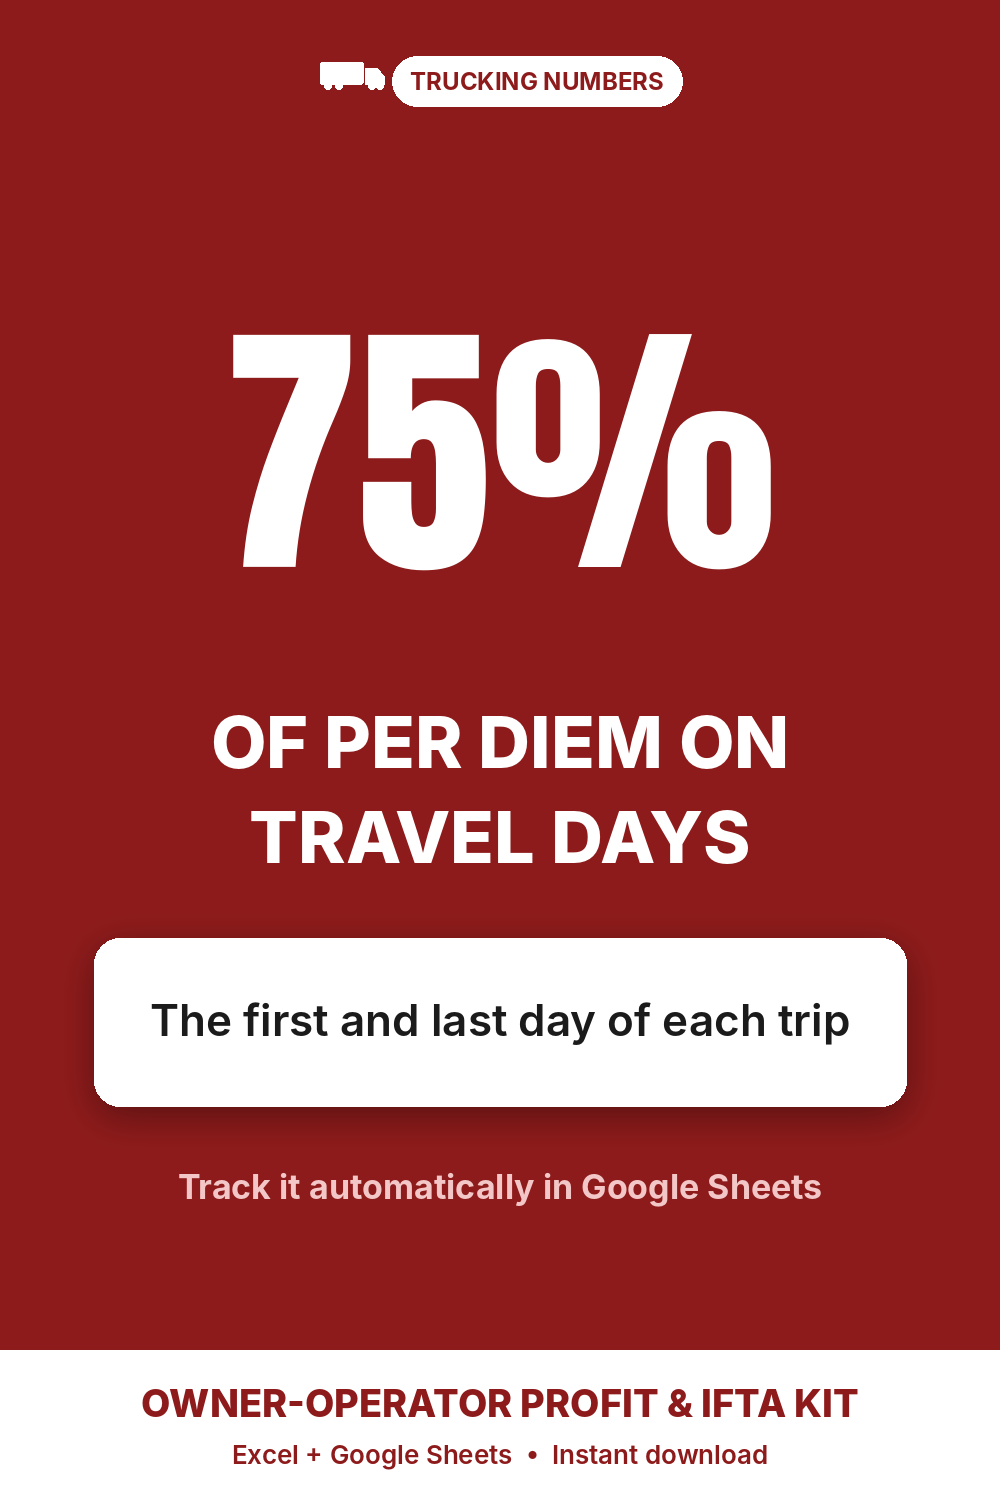 TRUCKING NUMBERS
75%
OF PER DIEM ON
TRAVEL DAYS
The first and last day of each trip
Track it automatically in Google Sheets
OWNER-OPERATOR PROFIT & IFTA KIT
Excel + Google Sheets • Instant download